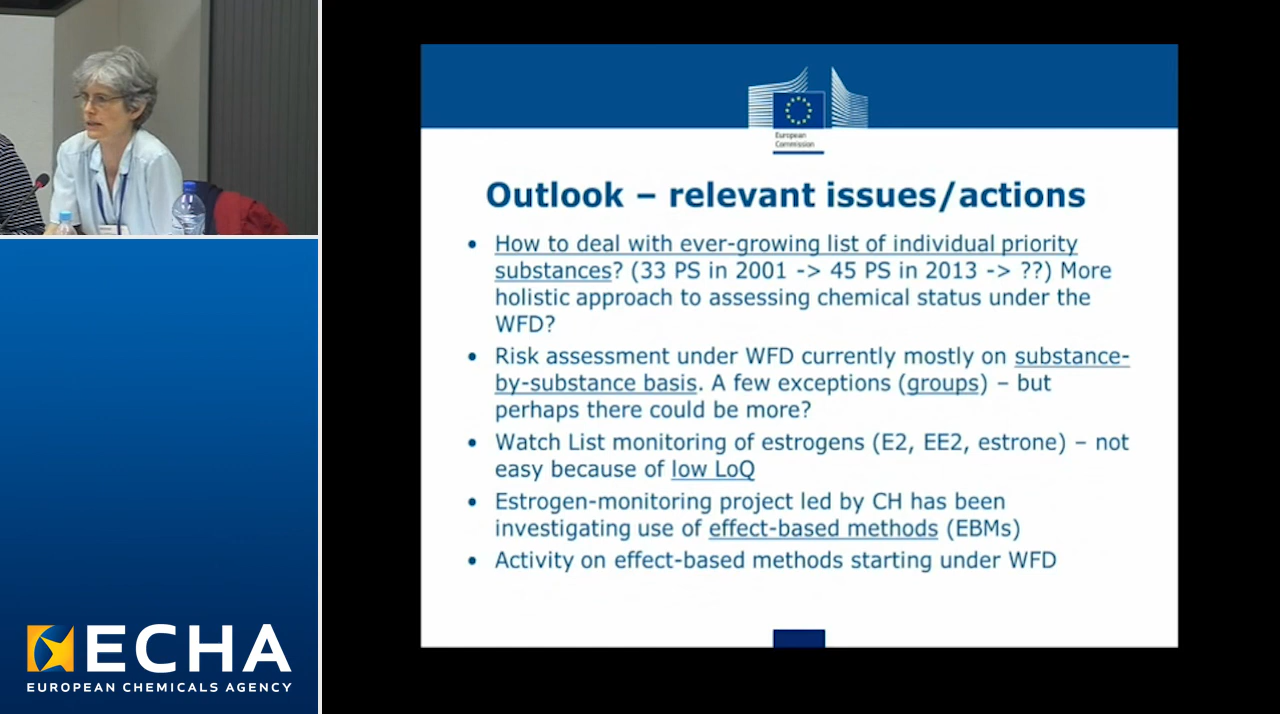 European
Commission
Outlook – relevant issues/actions
• How to deal with ever-growing list of individual priority
substances? (33 PS in 2001 -> 45 PS in 2013 -> ??) More
holistic approach to assessing chemical status under the
WFD?
• Risk assessment under WFD currently mostly on substance-
by-substance basis. A few exceptions (groups) – but
perhaps there could be more?
• Watch List monitoring of estrogens (E2, EE2, estrone) – not
easy because of low LoQ
• Estrogen-monitoring project led by CH has been
investigating use of effect-based methods (EBMs)
• Activity on effect-based methods starting under WFD
ECHA
EUROPEAN CHEMICALS AGENCY